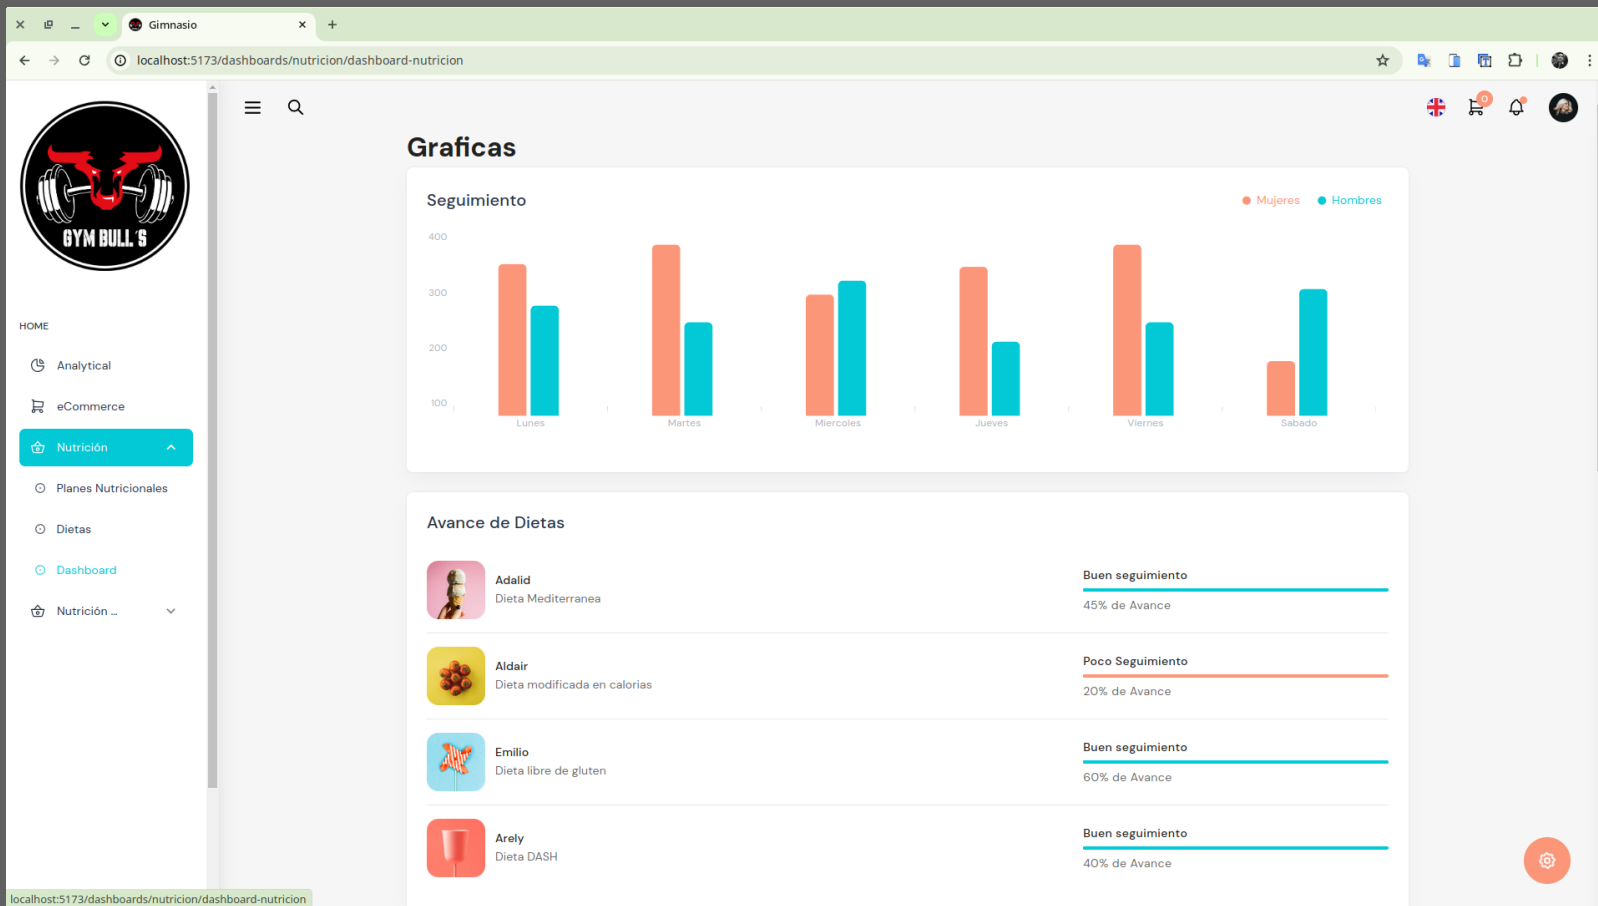 Gimnasio
localhost:5173/dashboards/nutricion/dashboard-nutricion
GYM BULL´S
HOME
Analytical
eCommerce
Nutrición
Planes Nutricionales
Dietas
Dashboard
Nutrición ...
0
Graficas
Seguimiento
Mujeres
Hombres
400
300
200
100
Lunes
Martes
Miercoles
Jueves
Viernes
Sabado
Avance de Dietas
Adalid
Dieta Mediterranea
Buen seguimiento
45% de Avance
Aldair
Dieta modificada en calorias
Poco Seguimiento
20% de Avance
Emilio
Dieta libre de gluten
Buen seguimiento
60% de Avance
Arely
Dieta DASH
Buen seguimiento
40% de Avance
localhost:5173/dashboards/nutricion/dashboard-nutricion